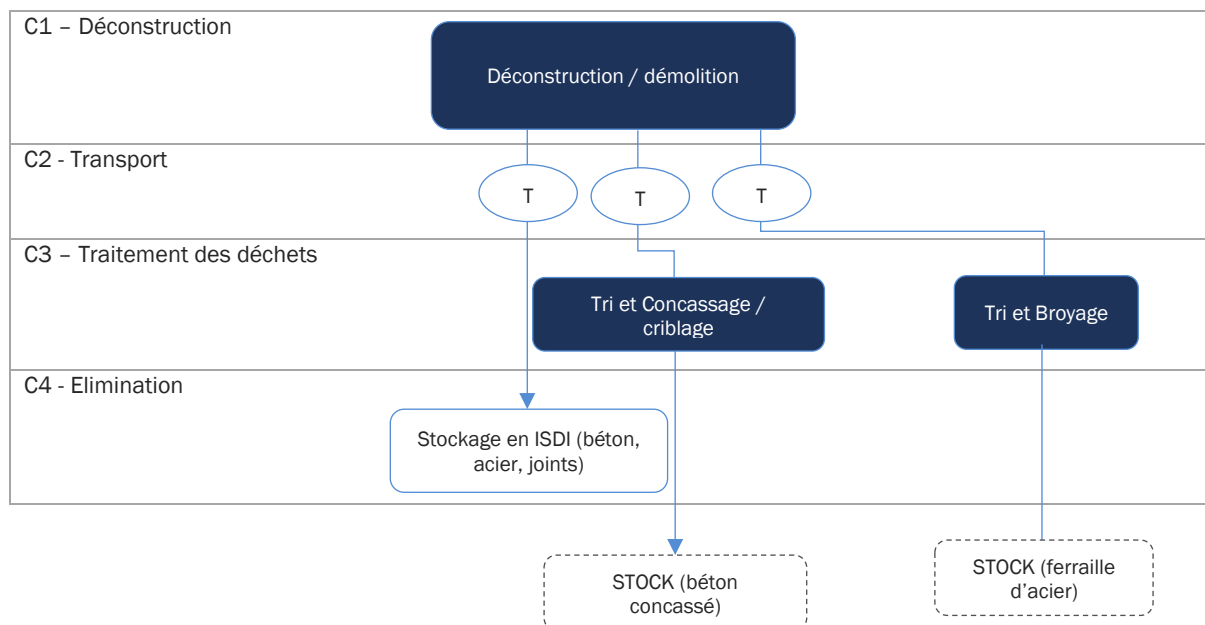 C1 – Déconstruction
Déconstruction / démolition
C2 - Transport
T
T
T
C3 – Traitement des déchets
Tri et Concassage /
criblage
Tri et Broyage
C4 - Elimination
Stockage en ISDI (béton,
acier, joints)
STOCK (béton
concassé)
STOCK (ferraille
d’acier)